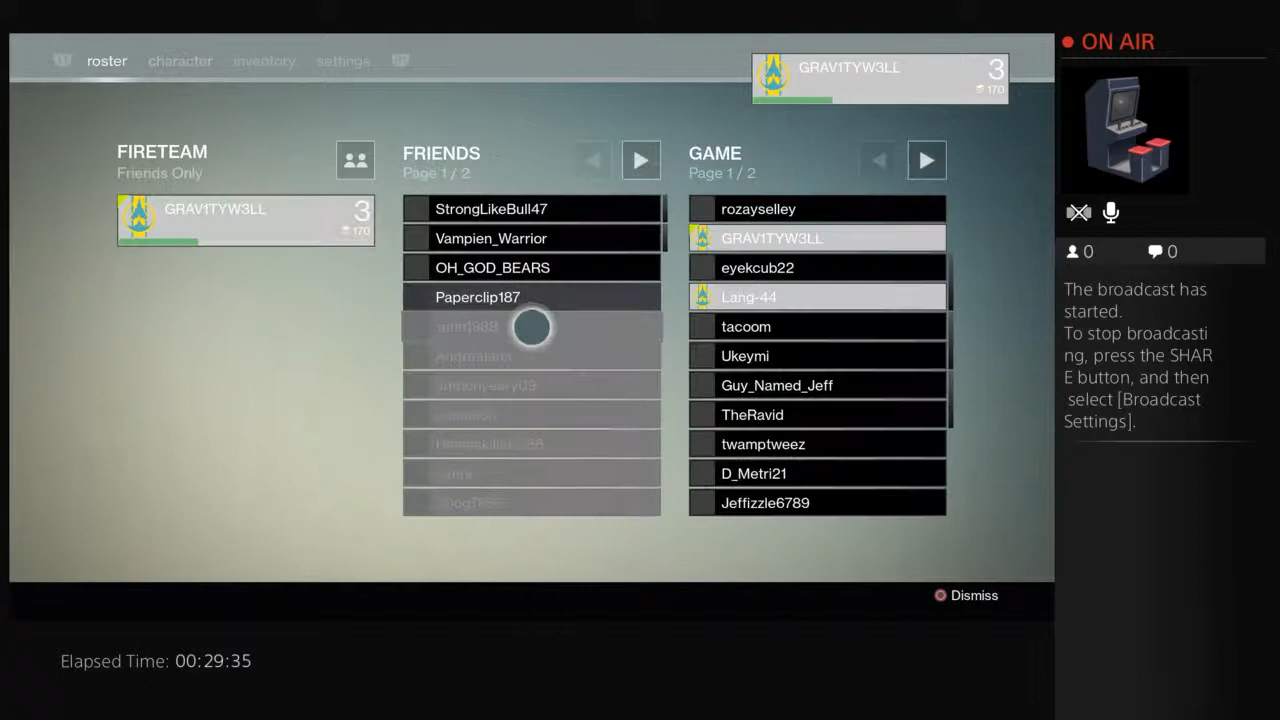 roster character inventory settings
GRAV1TYW3LL 3
170
ON AIR
FIRETEAM
Friends Only
GRAV1TYW3LL 3
170
FRIENDS
Page 1 / 2
StrongLikeBull47
Vampien_Warrior
OH_GOD_BEARS
Paperclip187
GAME
Page 1 / 2
rozayselley
GRAV1TYW3LL
eyekcub22
Lang-44
tacoom
Ukeymi
Guy_Named_Jeff
TheRavid
twamptweez
D_Metri21
Jeffizzle6789
0 0
The broadcast has
started.
To stop broadcasti
ng, press the SHAR
E button, and then
select [Broadcast
Settings].
Dismiss
Elapsed Time: 00:29:35